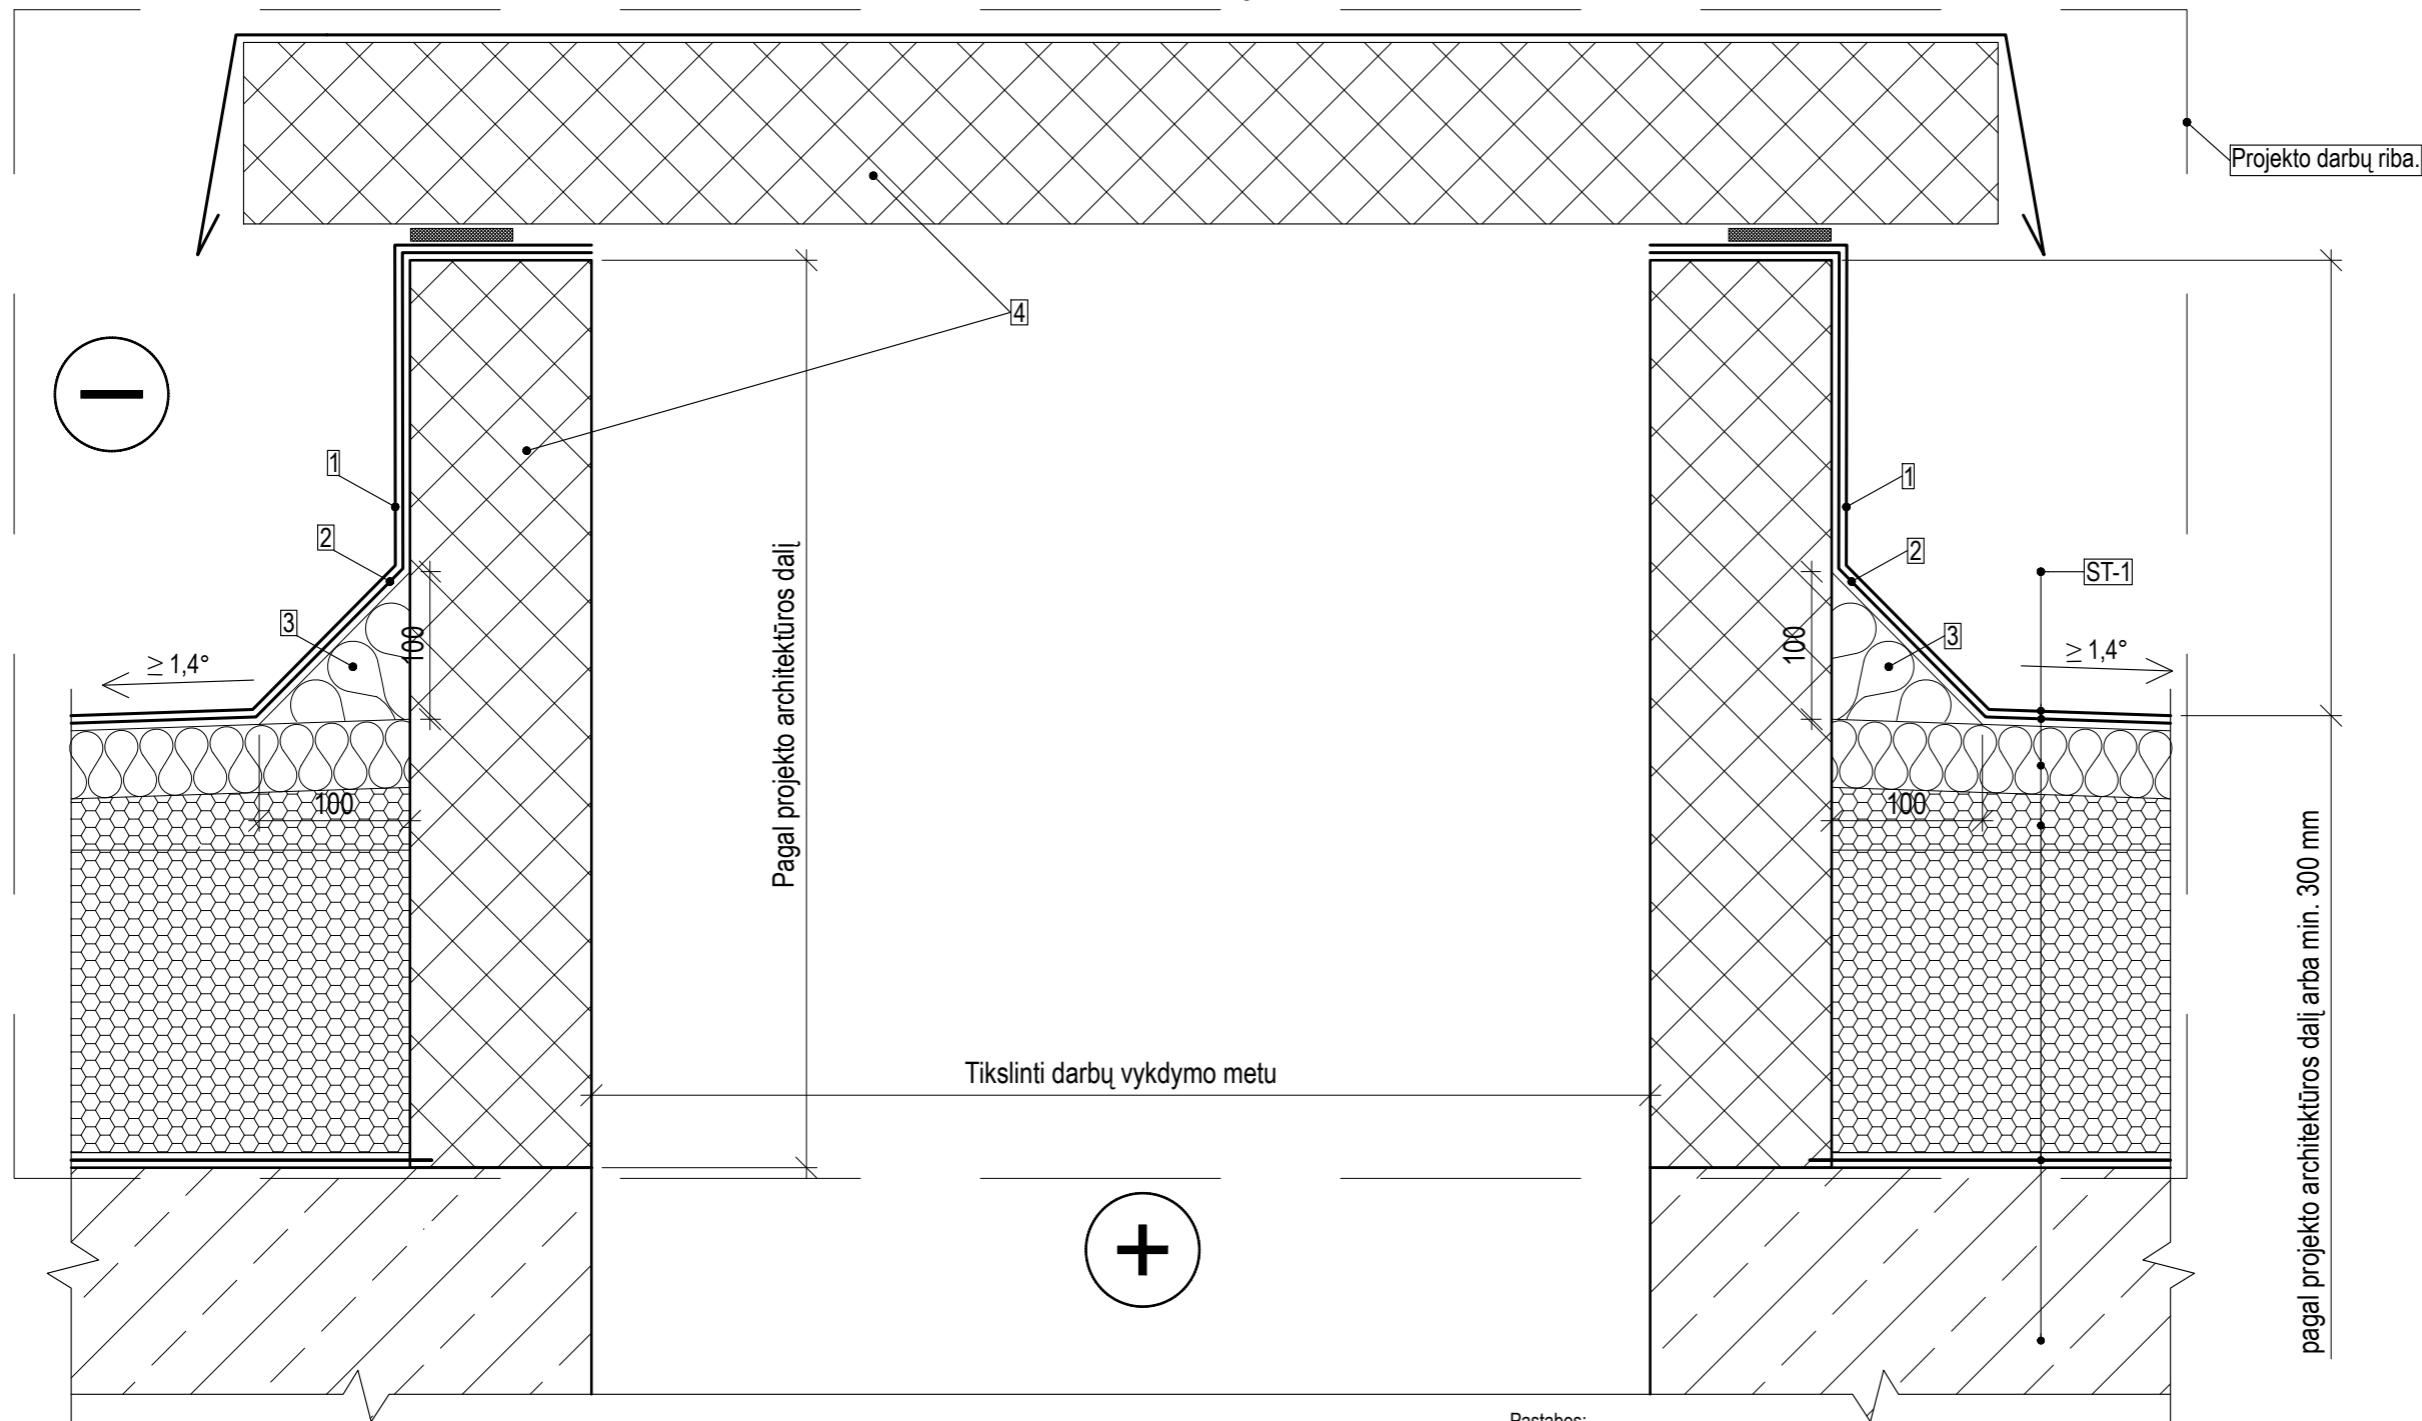 Projekto darbų riba.
4
1
1
2
2
ST-1
3
3
100
100
≥ 1,4°
≥ 1,4°
Pagal projekto architektūros dalį
100
100
pagal projekto architektūros dalį arba min. 300 mm
Tikslinti darbų vykdymo metu
Pastabos: